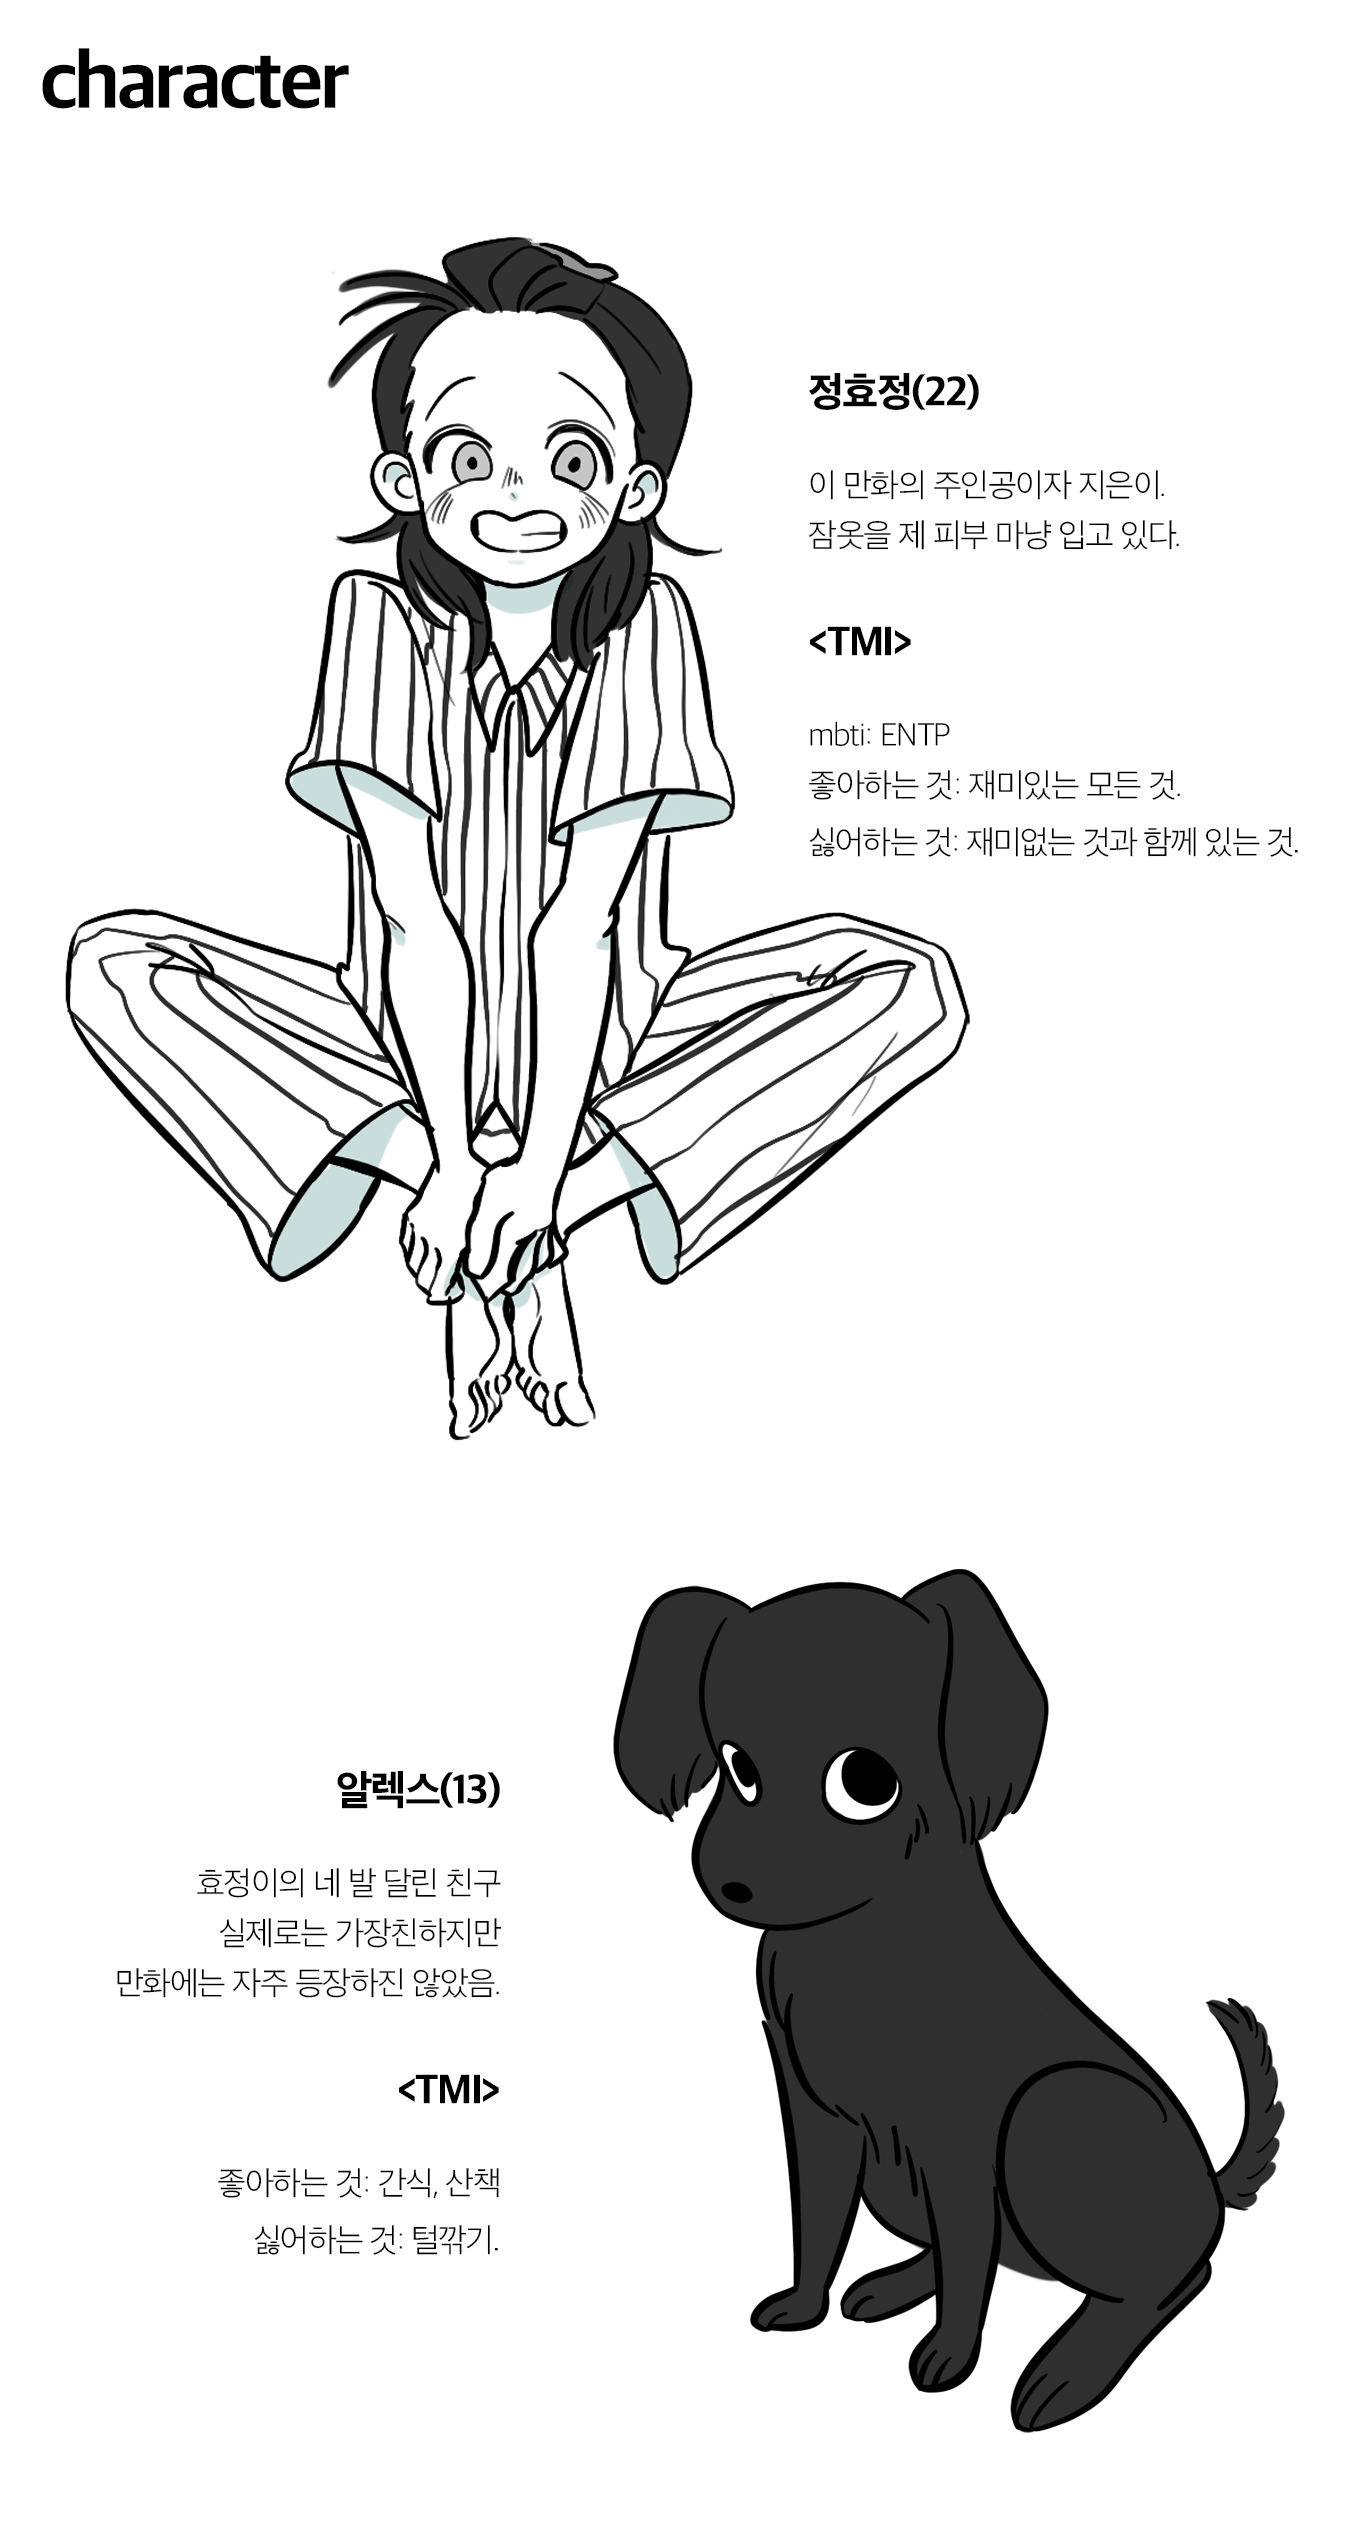 character
정효정(22)
이 만화의 주인공이자 지은이.
잠옷을 제 피부 마냥 입고 있다.
<TMI>
mbti: ENTP
좋아하는 것: 재미있는 모든 것.
싫어하는 것: 재미없는 것과 함께 있는 것.
알렉스(13)
효정이의 네 발 달린 친구
실제로는 가장친하지만
만화에는 자주 등장하진 않았음.
<TMI>
좋아하는 것: 간식, 산책
싫어하는 것: 털깎기.